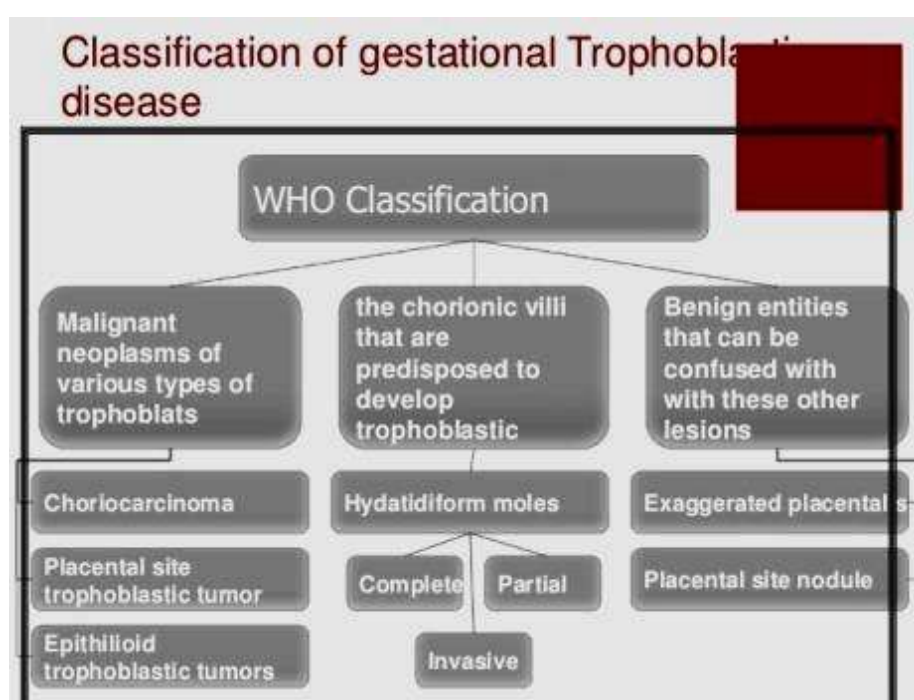 Classification of gestational
disease
WHO Classification
Malignant
neoplasms of
various types of
trophoblats
the chorionic villi
that are
predisposed to
develop
trophoblastic
Benign entities
that can be
confused with
with these other
lesions
Choriocarcinoma
Placental site
trophoblastic tumor
Epithilioid
trophoblastic tumors
Hydatidiform moles
Complete
Partial
Invasive
Exaggerated placental s
Placental site nodule